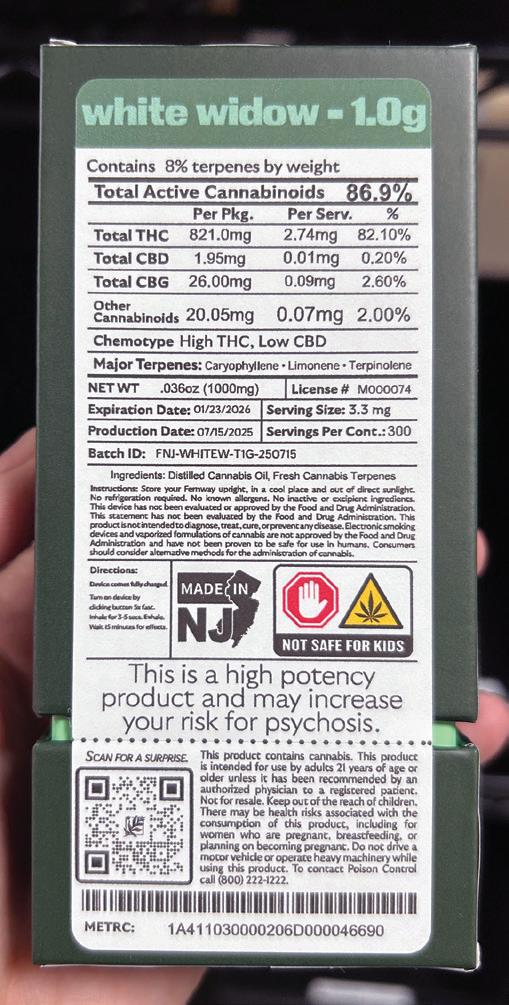 white widow - 1.0g
Contains 8% terpenes by weight
Total Active Cannabinoids 86.9%
Per Pkg. Per Serv. %
Total THC 821.0mg 2.74mg 82.10%
Total CBD 1.95mg 0.01mg 0.20%
Total CBG 26.00mg 0.09mg 2.60%
Other
Cannabinoids 20.05mg 0.07mg 2.00%
Chemotype High THC, Low CBD
Major Terpenes: Caryophyllene • Limonene • Terpinolene
NET WT .036oz (1000mg) License # M000074
Expiration Date: 01/23/2026 Serving Size: 3.3 mg
Production Date: 07/15/2025 Servings Per Cont.: 300
Batch ID: FNJ-WHITEW-T1G-250715
Ingredients: Distilled Cannabis Oil, Fresh Cannabis Terpenes
Instructions: Store your Fernway upright, in a cool place and out of direct sunlight.
No refrigeration required. No known allergens. No inactive or excipient ingredients.
This device has not been evaluated or approved by the Food and Drug Administration.
This statement has not been evaluated by the Food and Drug Administration. This
product is not intended to diagnose, treat, cure, or prevent any disease. Electronic smoking
devices and vaporized formulations of cannabis are not approved by the Food and Drug
Administration and have not been proven to be safe for use in humans. Consumers
should consider alternative methods for the administration of cannabis.
Directions:
Device comes fully charged.
Turn on device by
clicking button 5x fast.
Inhale for 3-5 secs. Exhale.
Wait 15 minutes for effects.
MADE IN
NJ
NOT SAFE FOR KIDS
This is a high potency
product and may increase
your risk for psychosis.
SCAN FOR A SURPRISE.
This product contains cannabis. This product
is intended for use by adults 21 years of age or
older unless it has been recommended by an
authorized physician to a registered patient.
Not for resale. Keep out of the reach of children.
There may be health risks associated with the
consumption of this product, including for
women who are pregnant, breastfeeding, or
planning on becoming pregnant. Do not drive a
motor vehicle or operate heavy machinery while
using this product. To contact Poison Control
call (800) 222-1222.
METRC: 1A411030000206D000046690